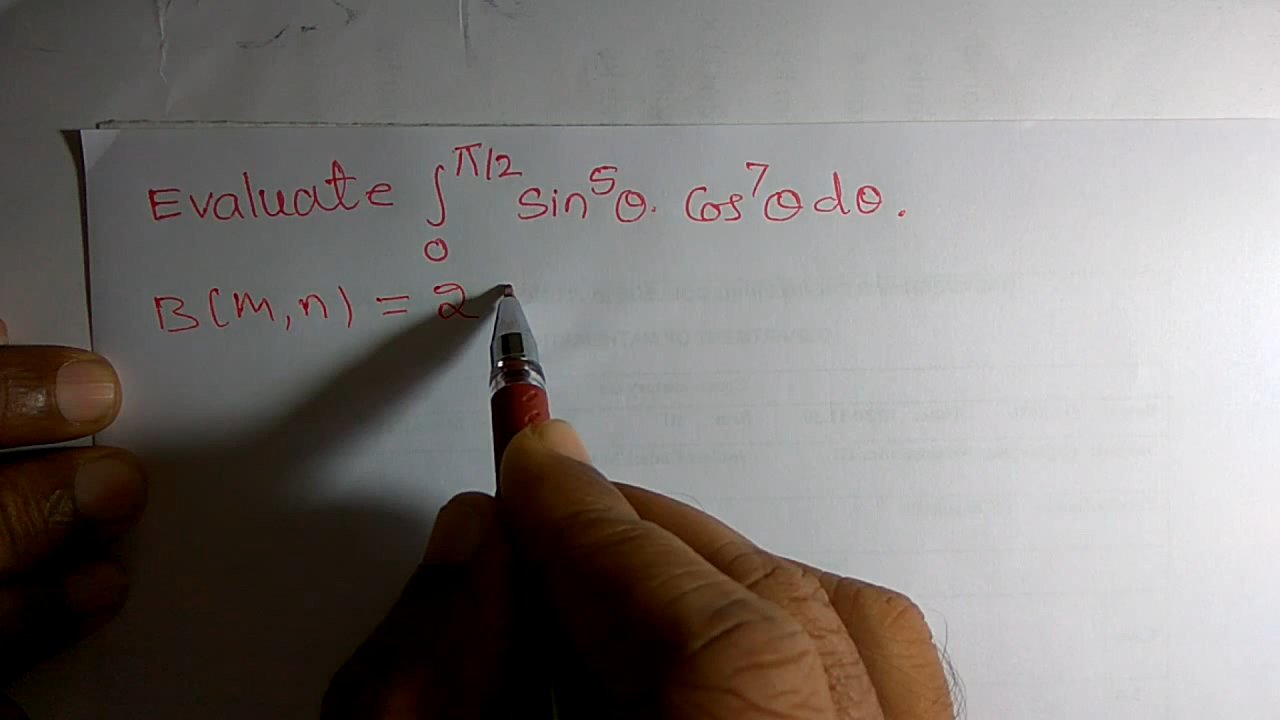 Evaluate ∫₀^π/2 sin⁵θ. cos⁷θ dθ.
B(m,n) = 2